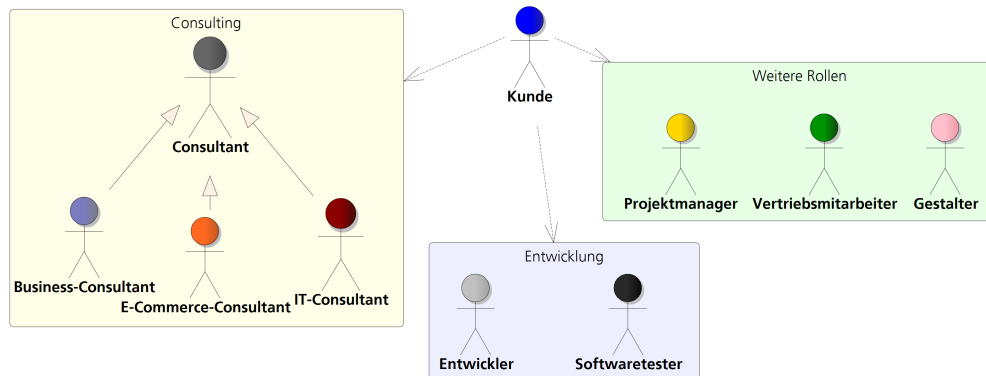 Consulting
Consultant
Business-Consultant
E-Commerce-Consultant
IT-Consultant
Kunde
Weitere Rollen
Projektmanager
Vertriebsmitarbeiter
Gestalter
Entwicklung
Entwickler
Softwaretester